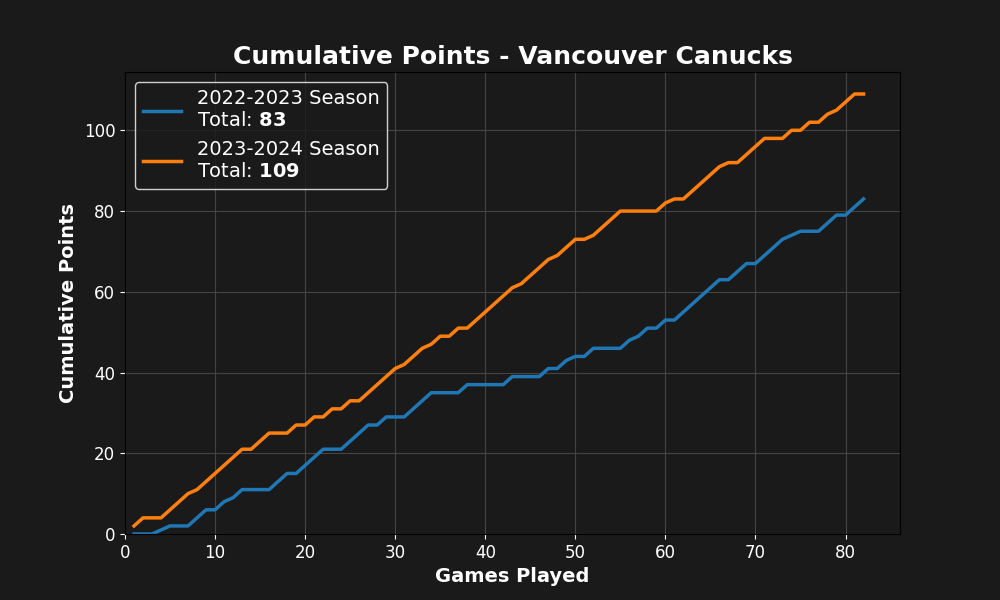 Cumulative Points - Vancouver Canucks
2022-2023 Season
Total: 83
2023-2024 Season
Total: 109
Cumulative Points
100
80
60
40
20
0
0 10 20 30 40 50 60 70 80
Games Played